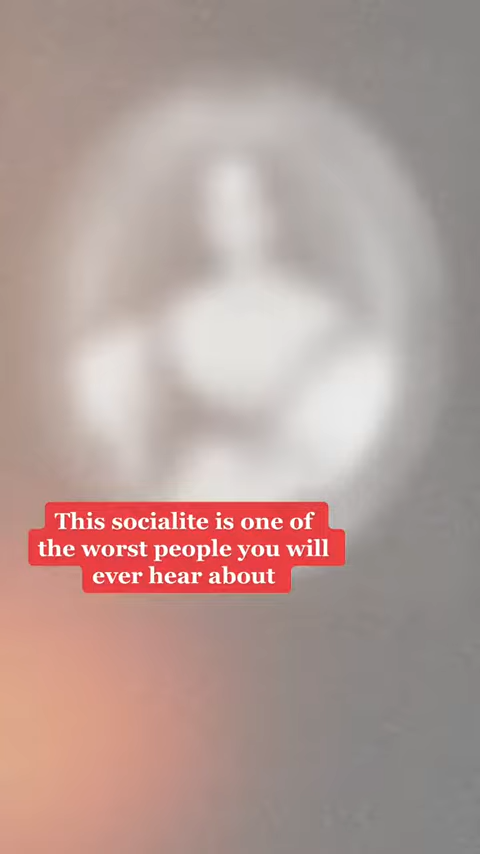 This socialite is one of
the worst people you will
ever hear about